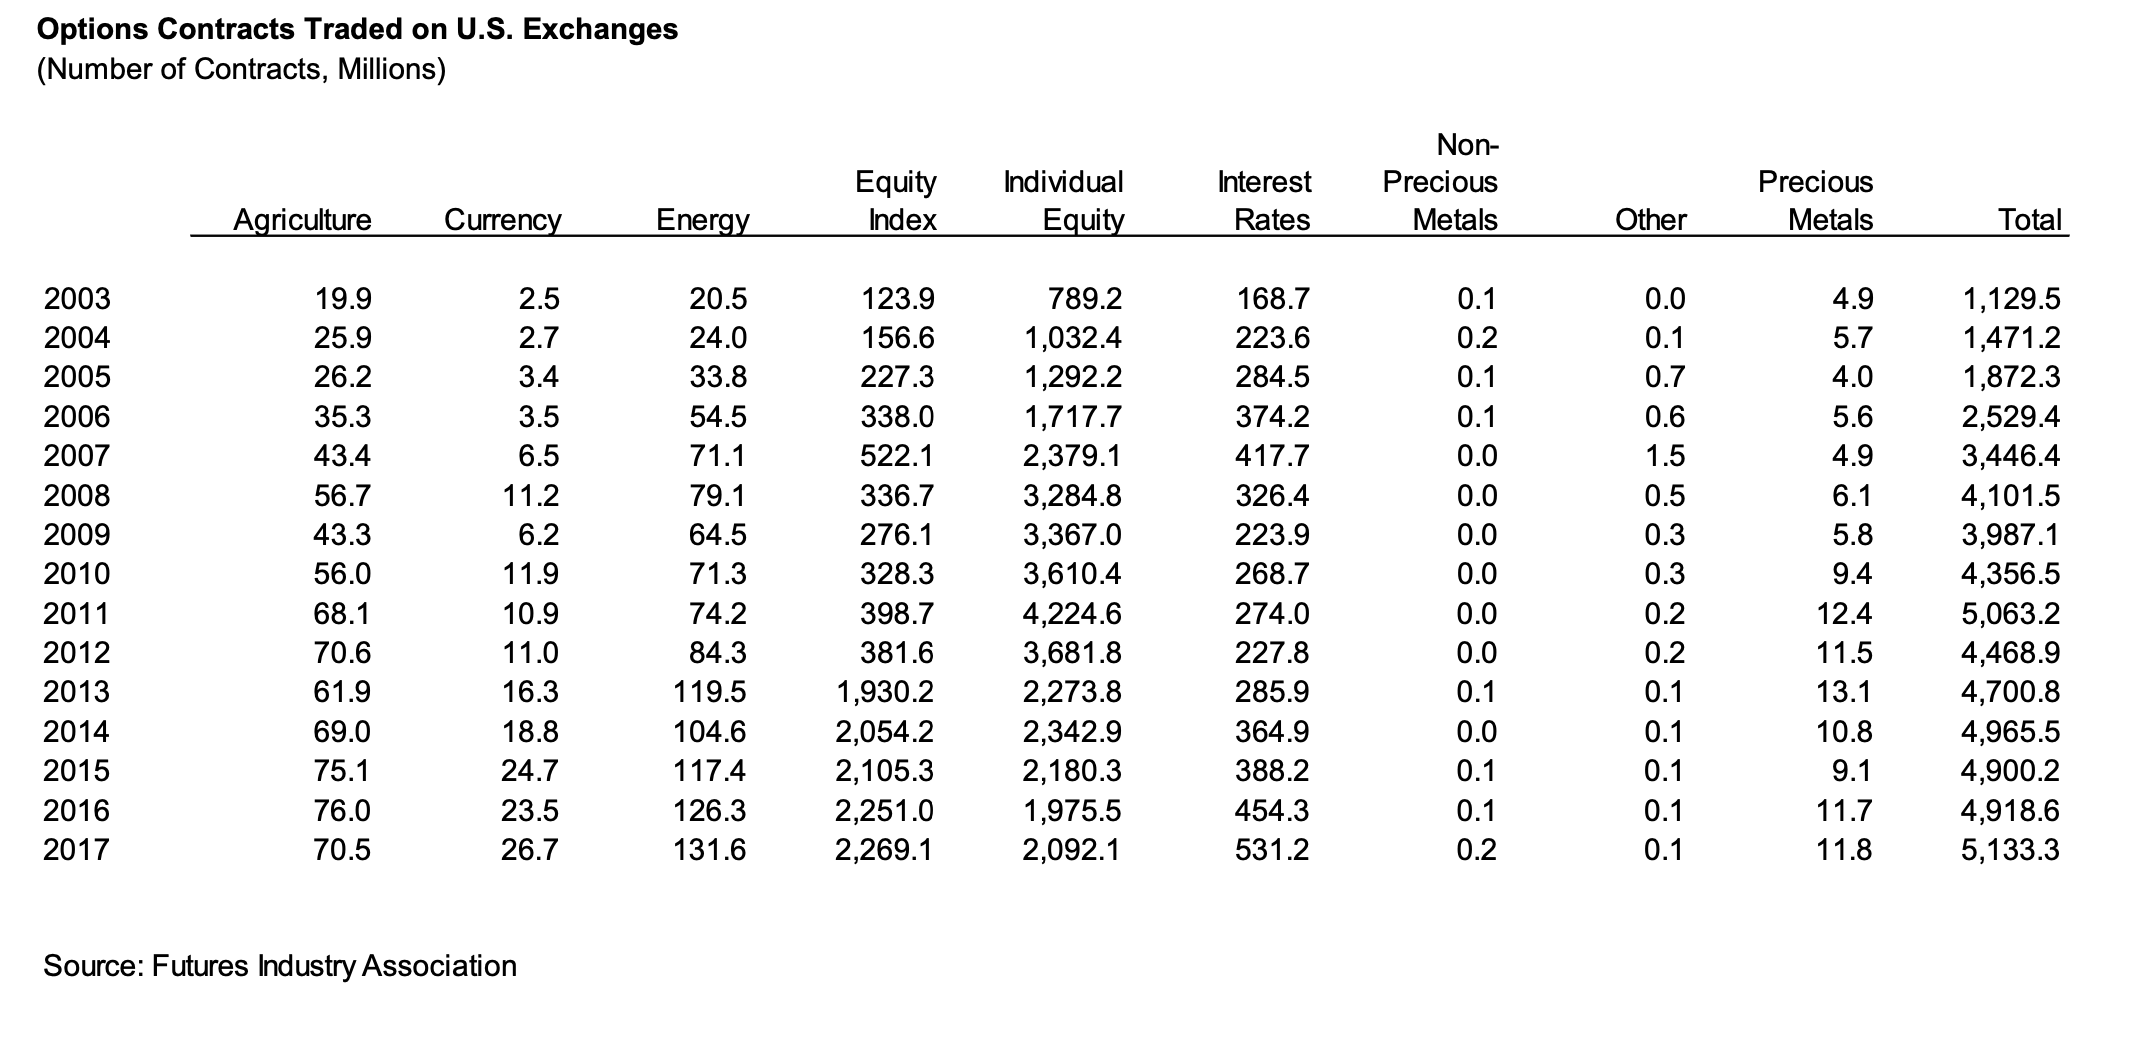 Options Contracts Traded on U.S. Exchanges
(Number of Contracts, Millions)
Non-
Equity Individual Interest Precious Precious
Agriculture Currency Energy Index Equity Rates Metals Other Metals Total
2003 19.9 2.5 20.5 123.9 789.2 168.7 0.1 0.0 4.9 1,129.5
2004 25.9 2.7 24.0 156.6 1,032.4 223.6 0.2 0.1 5.7 1,471.2
2005 26.2 3.4 33.8 227.3 1,292.2 284.5 0.1 0.7 4.0 1,872.3
2006 35.3 3.5 54.5 338.0 1,717.7 374.2 0.1 0.6 5.6 2,529.4
2007 43.4 6.5 71.1 522.1 2,379.1 417.7 0.0 1.5 4.9 3,446.4
2008 56.7 11.2 79.1 336.7 3,284.8 326.4 0.0 0.5 6.1 4,101.5
2009 43.3 6.2 64.5 276.1 3,367.0 223.9 0.0 0.3 5.8 3,987.1
2010 56.0 11.9 71.3 328.3 3,610.4 268.7 0.0 0.3 9.4 4,356.5
2011 68.1 10.9 74.2 398.7 4,224.6 274.0 0.0 0.2 12.4 5,063.2
2012 70.6 11.0 84.3 381.6 3,681.8 227.8 0.0 0.2 11.5 4,468.9
2013 61.9 16.3 119.5 1,930.2 2,273.8 285.9 0.1 0.1 13.1 4,700.8
2014 69.0 18.8 104.6 2,054.2 2,342.9 364.9 0.0 0.1 10.8 4,965.5
2015 75.1 24.7 117.4 2,105.3 2,180.3 388.2 0.1 0.1 9.1 4,900.2
2016 76.0 23.5 126.3 2,251.0 1,975.5 454.3 0.1 0.1 11.7 4,918.6
2017 70.5 26.7 131.6 2,269.1 2,092.1 531.2 0.2 0.1 11.8 5,133.3
Source: Futures Industry Association